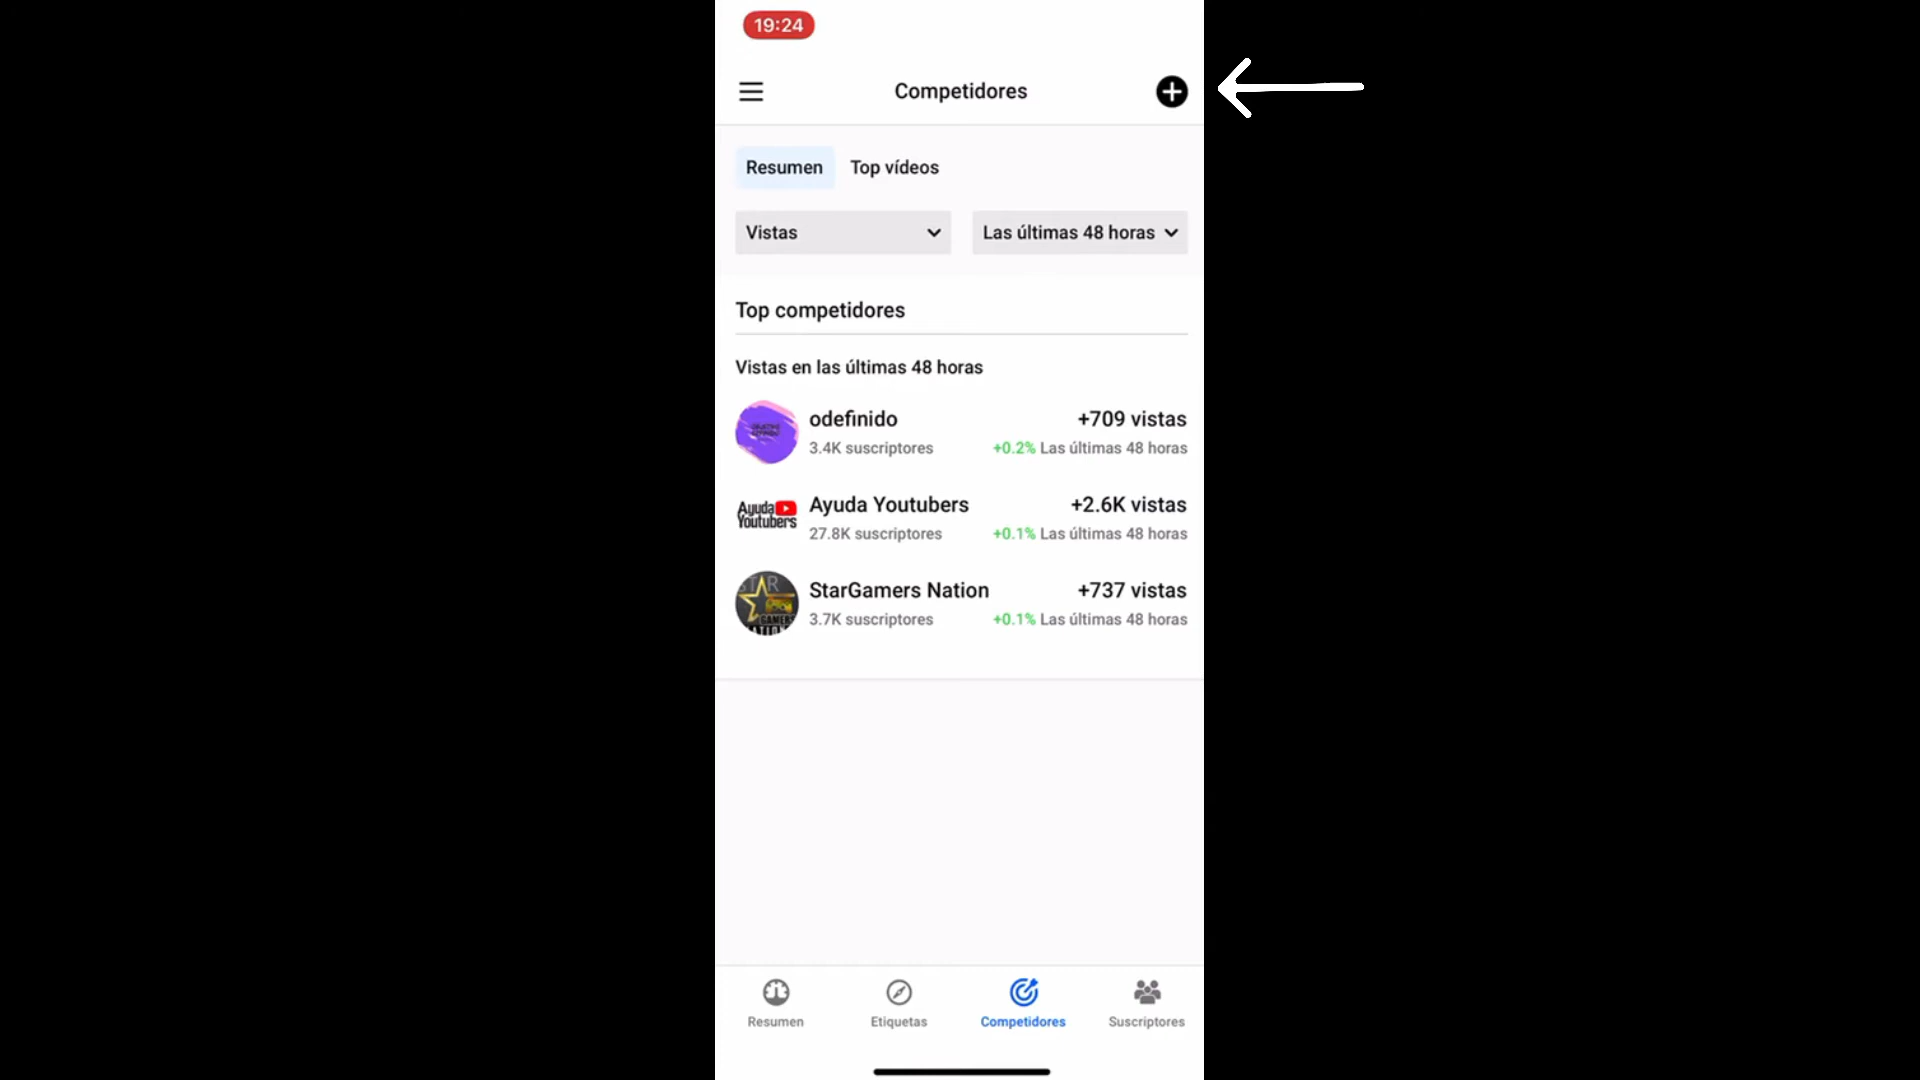 19:24
Competidores
Resumen Top vídeos
Vistas Las últimas 48 horas
Top competidores
Vistas en las últimas 48 horas
odefinido +709 vistas
3.4K suscriptores +0.2% Las últimas 48 horas
Ayuda Youtubers
Ayuda Youtubers +2.6K vistas
27.8K suscriptores +0.1% Las últimas 48 horas
STAR GAMERS NATION
StarGamers Nation +737 vistas
3.7K suscriptores +0.1% Las últimas 48 horas
Resumen Etiquetas Competidores Suscriptores